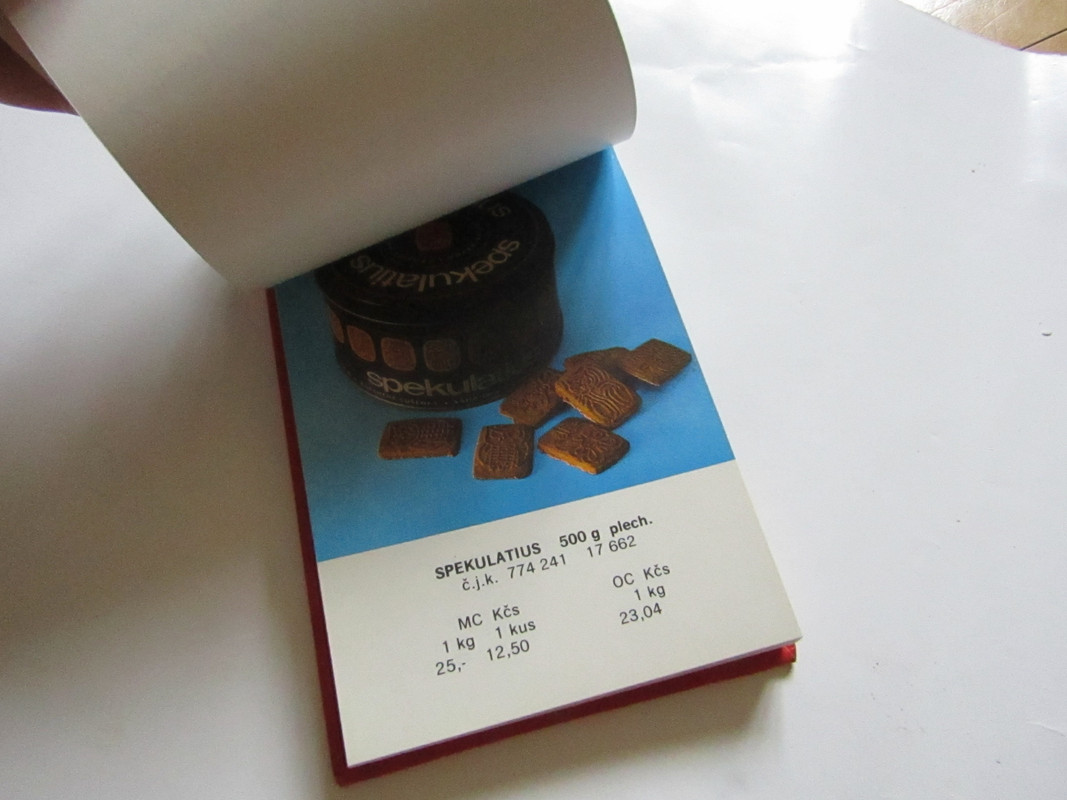 spekulatius
spekulatius
SPEKULATIUS 500 g plech.
č.j.k. 774 241 17 662
MC Kčs
1 kg 1 kus
25,- 12,50
OC Kčs
1 kg
23,04